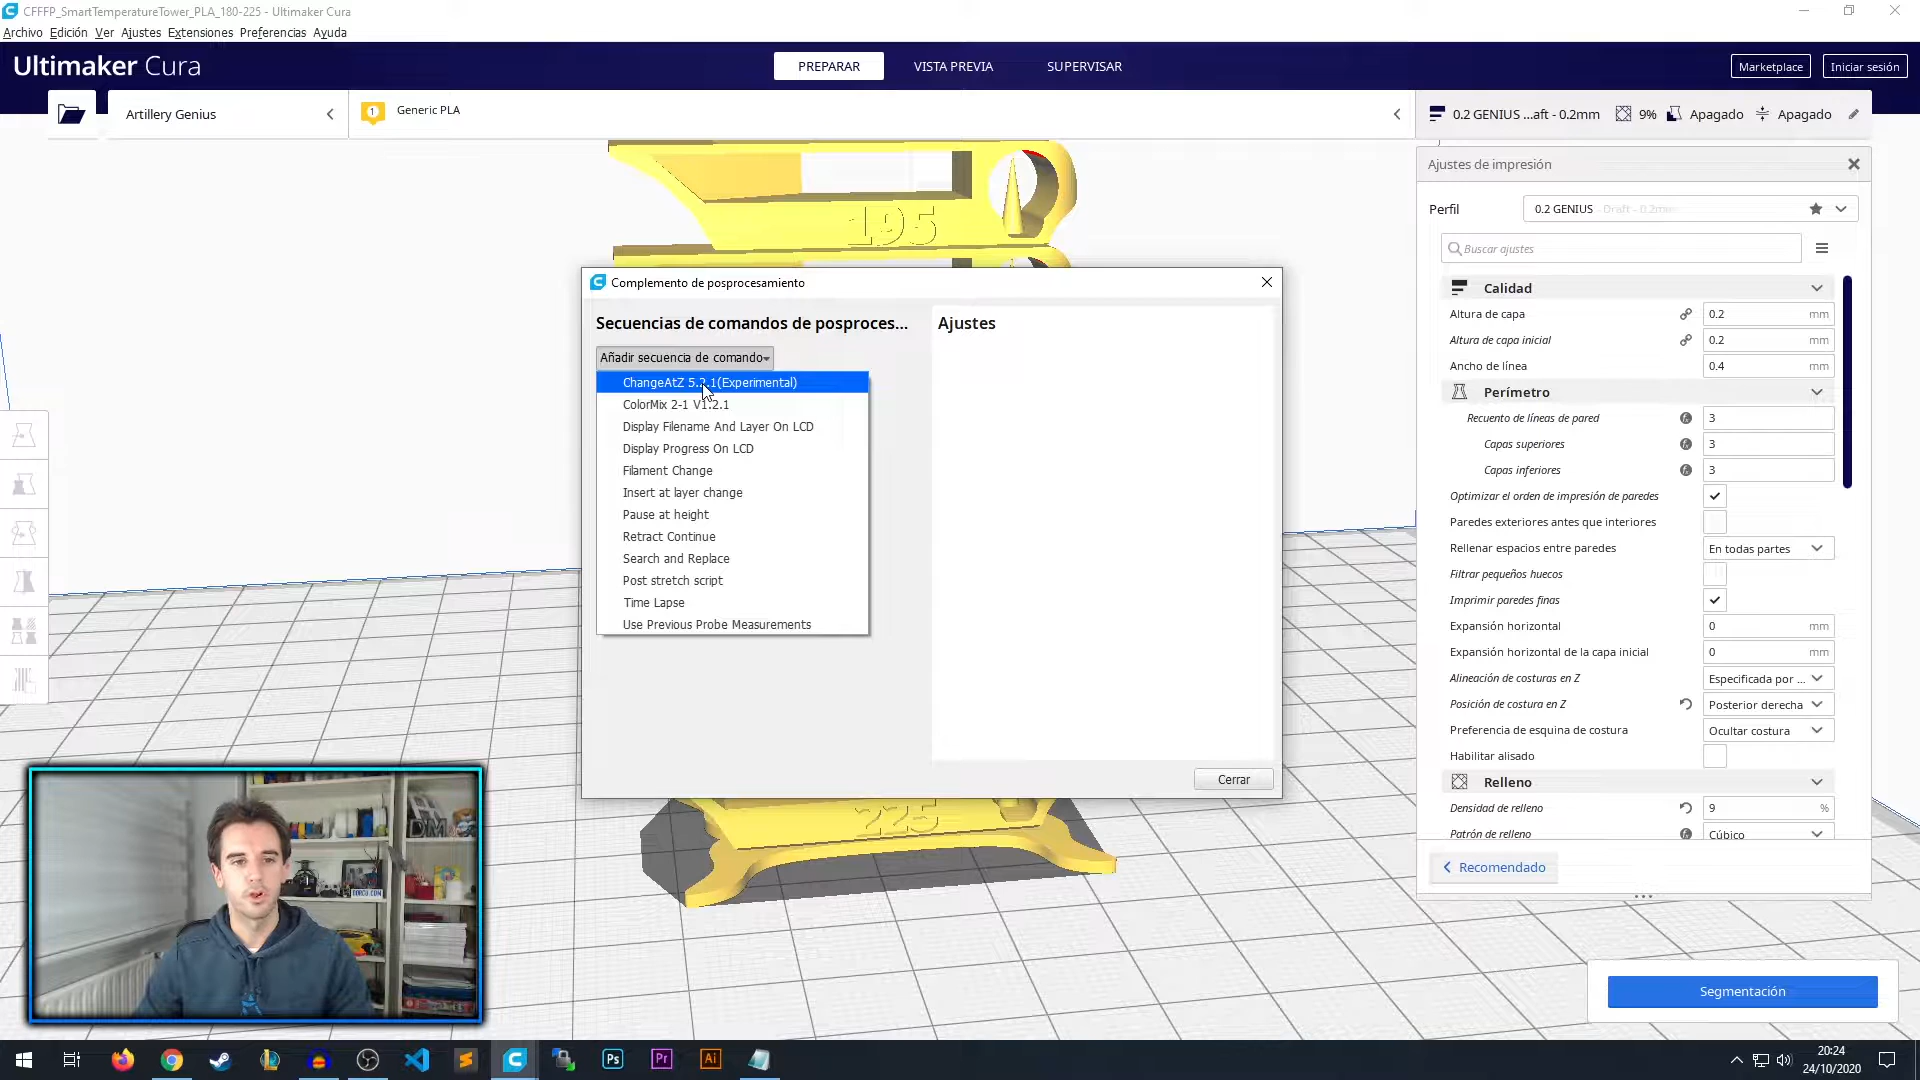 CFFFP_SmartTemperatureTower_PLA_180-225 - Ultimaker Cura
Archivo Edición Ver Ajustes Extensiones Preferencias Ayuda
Ultimaker Cura
PREPARAR
VISTA PREVIA
SUPERVISAR
Marketplace
Iniciar sesión
Artillery Genius
1
Generic PLA
0.2 GENIUS ...aft - 0.2mm
9%
Apagado
Apagado
Ajustes de impresión
Perfil
0.2 GENIUS - Draft - 0.2mm
Buscar ajustes
Calidad
Altura de capa 0.2 mm
Altura de capa inicial 0.2 mm
Ancho de línea 0.4 mm
Perímetro
Recuento de líneas de pared 3
Capas superiores 3
Capas inferiores 3
Optimizar el orden de impresión de paredes
Paredes exteriores antes que interiores
Rellenar espacios entre paredes En todas partes
Filtrar pequeños huecos
Imprimir paredes finas
Expansión horizontal 0 mm
Expansión horizontal de la capa inicial 0 mm
Alineación de costuras en Z Especificada por ...
Posición de costura en Z Posterior derecha
Preferencia de esquina de costura Ocultar costura
Habilitar alisado
Relleno
Densidad de relleno 9 %
Patrón de relleno Cúbico
Recomendado
Segmentación
195
Complemento de posprocesamiento
Secuencias de comandos de posproces...
Ajustes
Añadir secuencia de comando
ChangeAtZ 5.2.1(Experimental)
ColorMix 2-1 V1.2.1
Display Filename And Layer On LCD
Display Progress On LCD
Filament Change
Insert at layer change
Pause at height
Retract Continue
Search and Replace
Post stretch script
Time Lapse
Use Previous Probe Measurements
Cerrar
225
Ps
Pr
Ai
20:24
24/10/2020